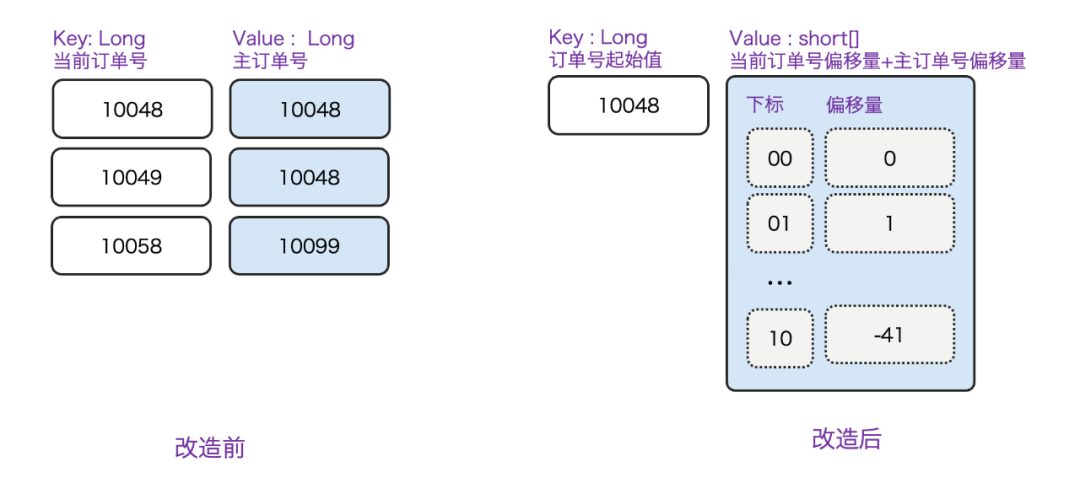 Key: Long
当前订单号
Value : Long
主订单号
10048
10048
10049
10048
10058
10099
改造前
Key : Long
订单号起始值
Value : short[]
当前订单号偏移量+主订单号偏移量
10048
下标
偏移量
00
0
01
1
...
10
-41
改造后